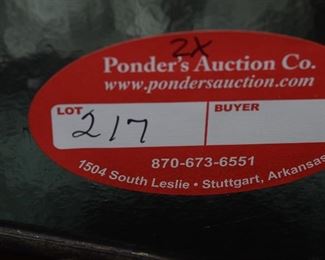 2X
Ponder's Auction Co.
www.pondersauction.com
LOT BUYER
217
870-673-6551
1504 South Leslie • Stuttgart, Arkansas